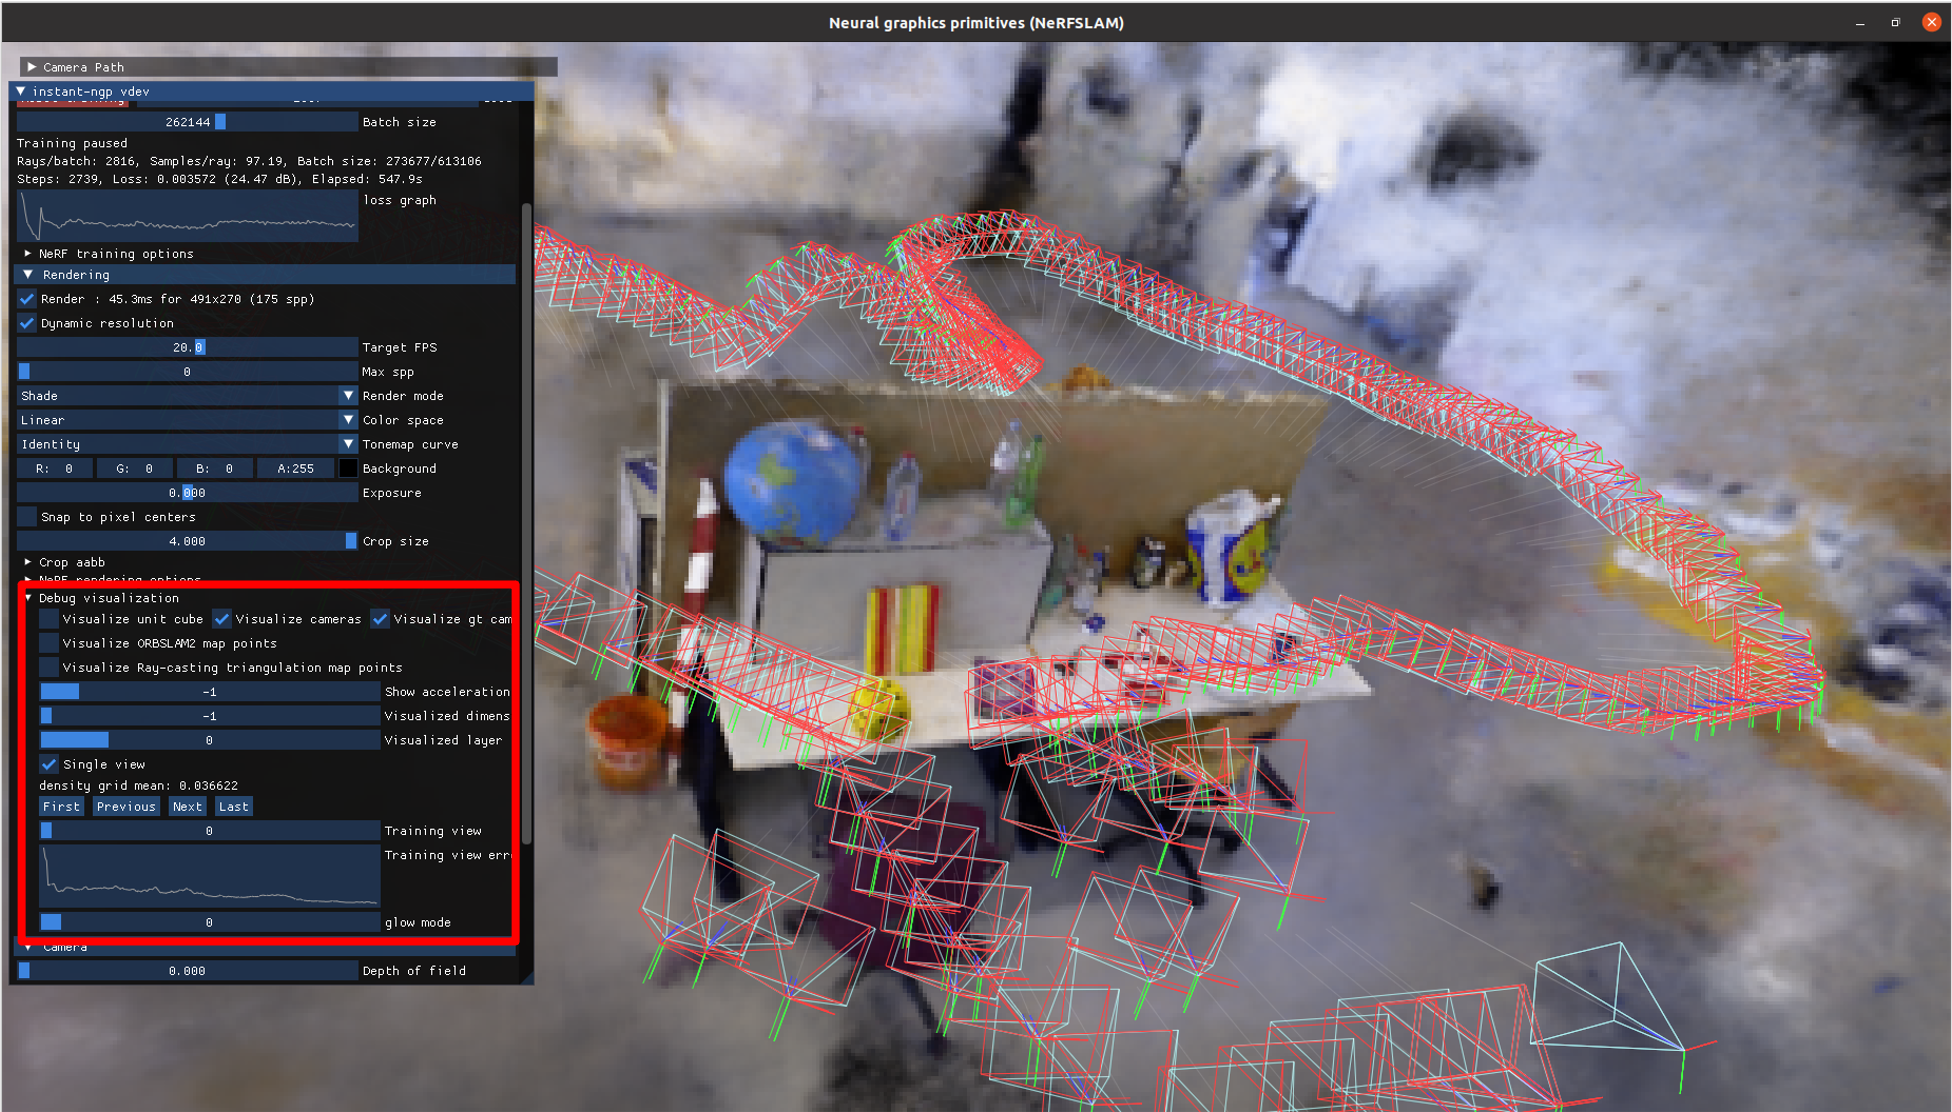 Neural graphics primitives (NeRFSLAM)
Camera Path
instant-ngp vdev
262144 Batch size
Training paused
Rays/batch: 2816, Samples/ray: 97.19, Batch size: 273677/613106
Steps: 2739, Loss: 0.003572 (24.47 dB), Elapsed: 547.9s
loss graph
NeRF training options
Rendering
Render : 45.3ms for 491x270 (175 spp)
Dynamic resolution
20.0 Target FPS
0 Max spp
Shade Render mode
Linear Color space
Identity Tonemap curve
R: 0 G: 0 B: 0 A:255 Background
0.000 Exposure
Snap to pixel centers
4.000 Crop size
Crop aabb
NeRF rendering options
Debug visualization
Visualize unit cube Visualize cameras Visualize gt cam
Visualize ORBSLAM2 map points
Visualize Ray-casting triangulation map points
-1 Show acceleration
-1 Visualized dimens
0 Visualized layer
Single view
density grid mean: 0.036622
First Previous Next Last
0 Training view
Training view err
0 glow mode
Camera
0.000 Depth of field